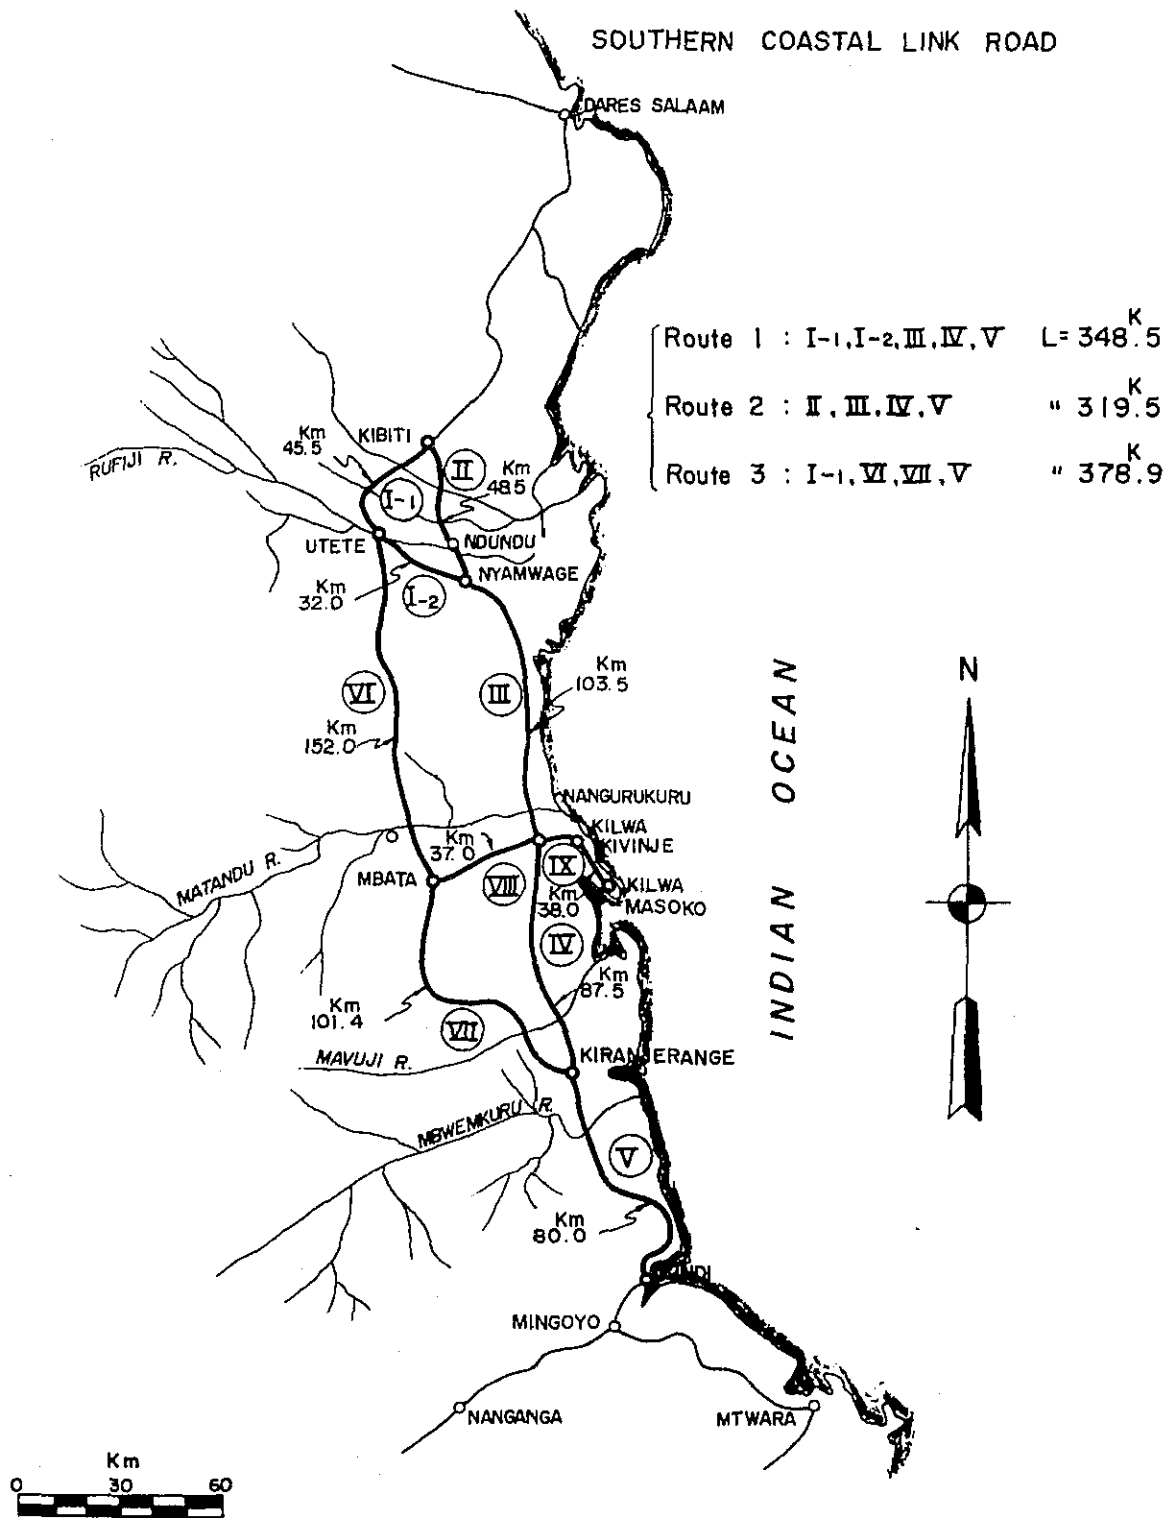 SOUTHERN COASTAL LINK ROAD
DARES SALAAM
K
Route 1 : I-1, I-2, III, IV, V L= 348.5
K
Route 2 : II, III, IV, V " 319.5
K
Route 3 : I-1, VI, VII, V " 378.9
Km
45.5
KIBITI
RUFIJI R.
II
Km
48.5
I-1
UTETE
NDUNDU
NYAMWAGE
Km
32.0
I-2
VI
III
Km
103.5
Km
152.0
N
INDIAN OCEAN
NANGURUKURU
KILWA
KIVINJE
Km
37.0
MATANDU R.
MBATA
VIII
IX
Km
38.0
KILWA
MASOKO
IV
Km
87.5
Km
101.4
VII
MAVUJI R.
KIRANJERANGE
MBWEMKURU R.
V
Km
80.0
MINGOYO
NANGANGA
MTWARA
Km
0 30 60